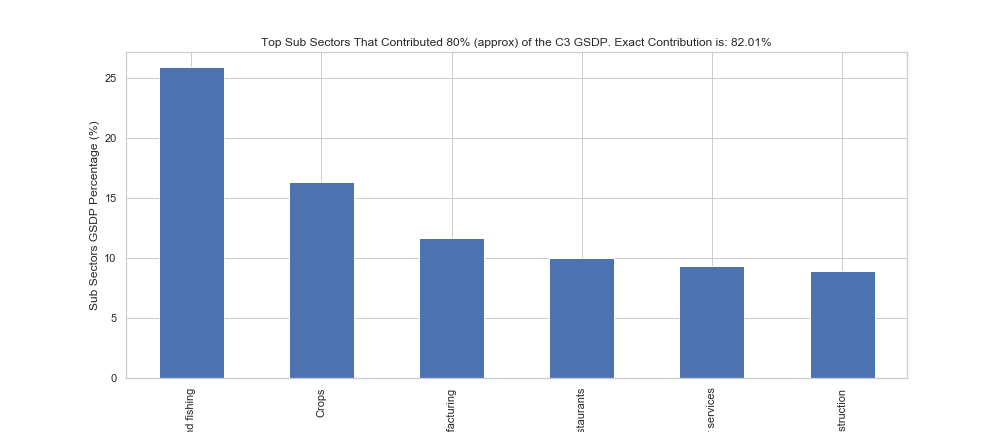 Top Sub Sectors That Contributed 80% (approx) of the C3 GSDP. Exact Contribution is: 82.01%
Sub Sectors GSDP Percentage (%)
25
20
15
10
5
0
nd fishing
Crops
facturing
staurants
r services
struction